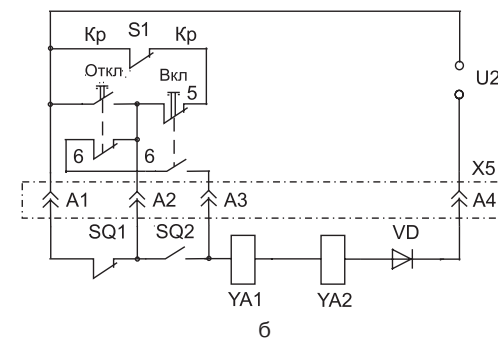 Кр S1 Кр
Откл Вкл
5
U2
6 6
X5
A1 A2 A3 A4
SQ1 SQ2 VD
YA1 YA2
б